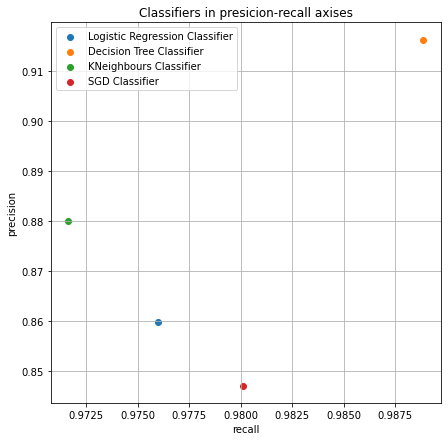 Classifiers in presicion-recall axises
Logistic Regression Classifier
Decision Tree Classifier
KNeighbours Classifier
SGD Classifier
0.91
0.90
0.89
0.88
0.87
0.86
0.85
precision
0.9725 0.9750 0.9775 0.9800 0.9825 0.9850 0.9875
recall